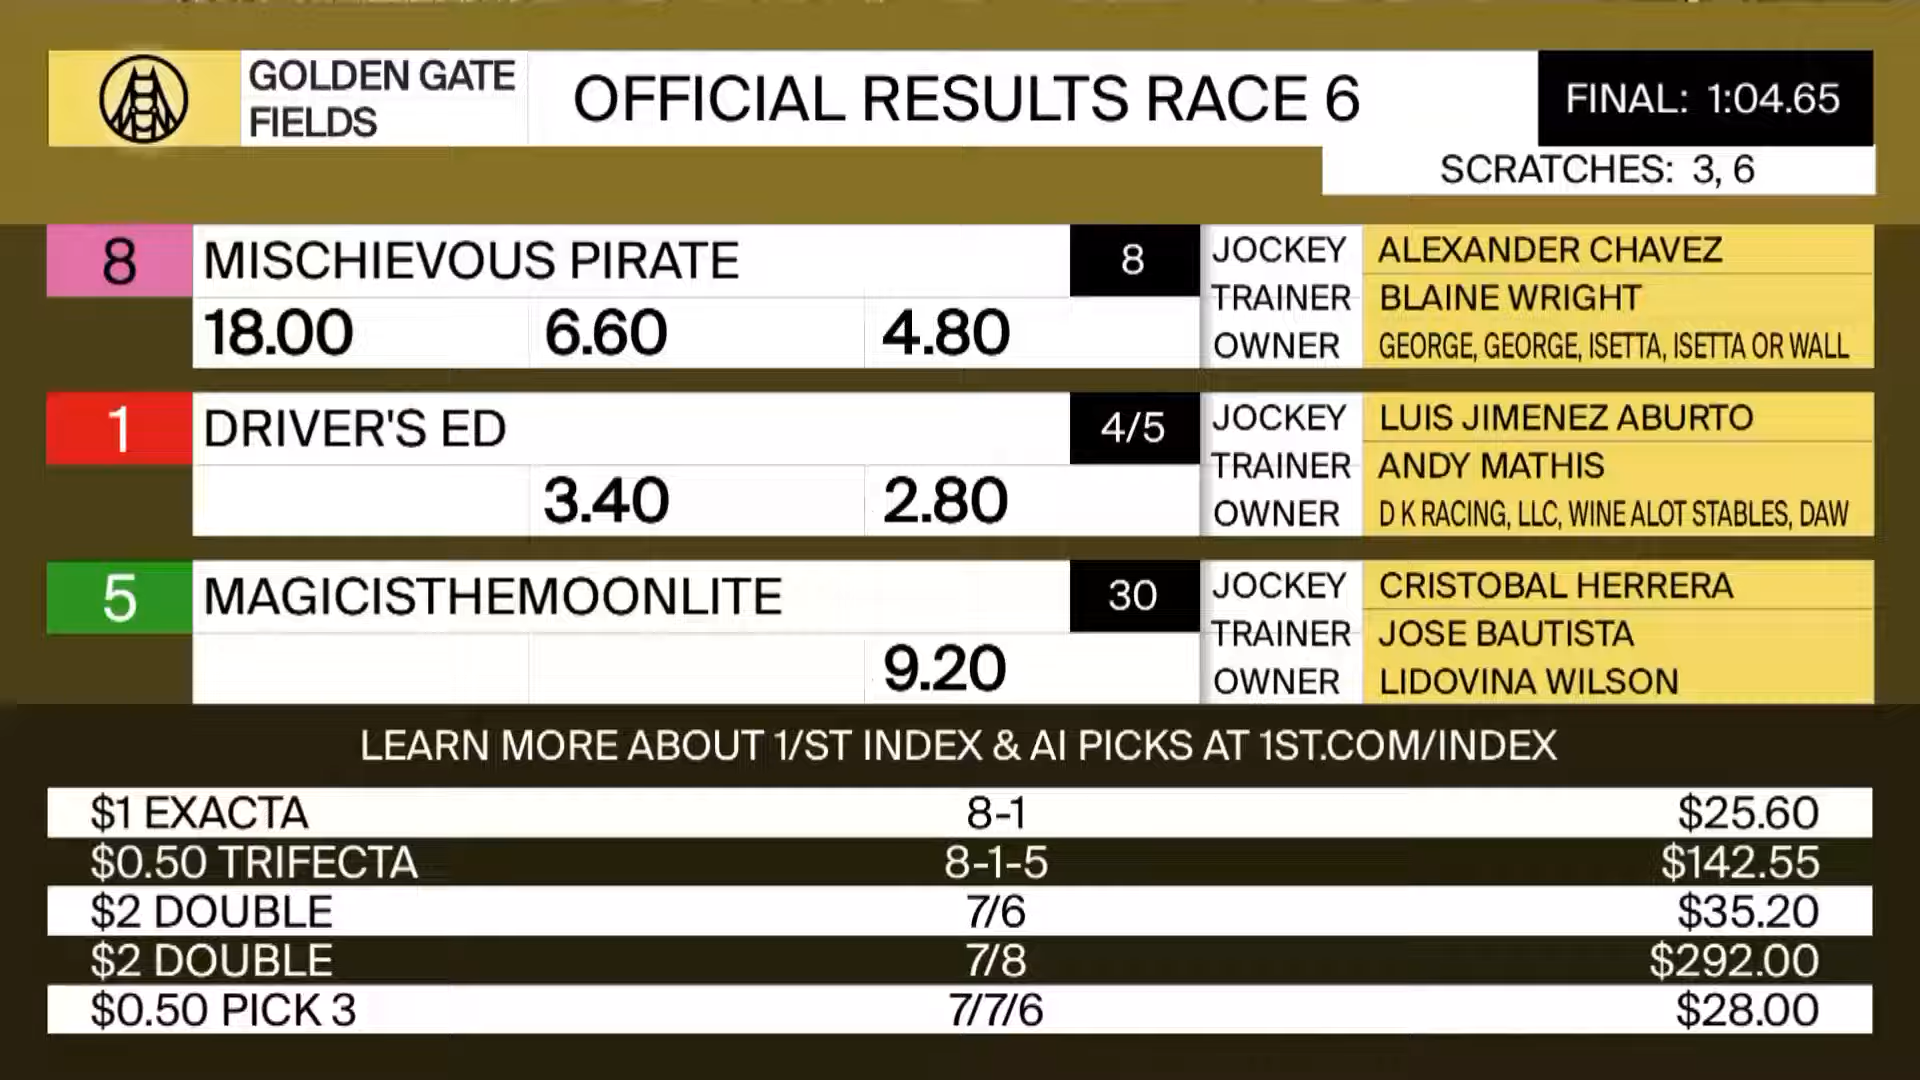 GOLDEN GATE
FIELDS
OFFICIAL RESULTS RACE 6
FINAL: 1:04.65
SCRATCHES: 3, 6
8
MISCHIEVOUS PIRATE
8
18.00 6.60 4.80
JOCKEY ALEXANDER CHAVEZ
TRAINER BLAINE WRIGHT
OWNER GEORGE, GEORGE, ISETTA, ISETTA OR WALL
1
DRIVER'S ED
4/5
3.40 2.80
JOCKEY LUIS JIMENEZ ABURTO
TRAINER ANDY MATHIS
OWNER D K RACING, LLC, WINE ALOT STABLES, DAW
5
MAGICISTHEMOONLITE
30
9.20
JOCKEY CRISTOBAL HERRERA
TRAINER JOSE BAUTISTA
OWNER LIDOVINA WILSON
LEARN MORE ABOUT 1/ST INDEX & AI PICKS AT 1ST.COM/INDEX
$1 EXACTA 8-1 $25.60
$0.50 TRIFECTA 8-1-5 $142.55
$2 DOUBLE 7/6 $35.20
$2 DOUBLE 7/8 $292.00
$0.50 PICK 3 7/7/6 $28.00